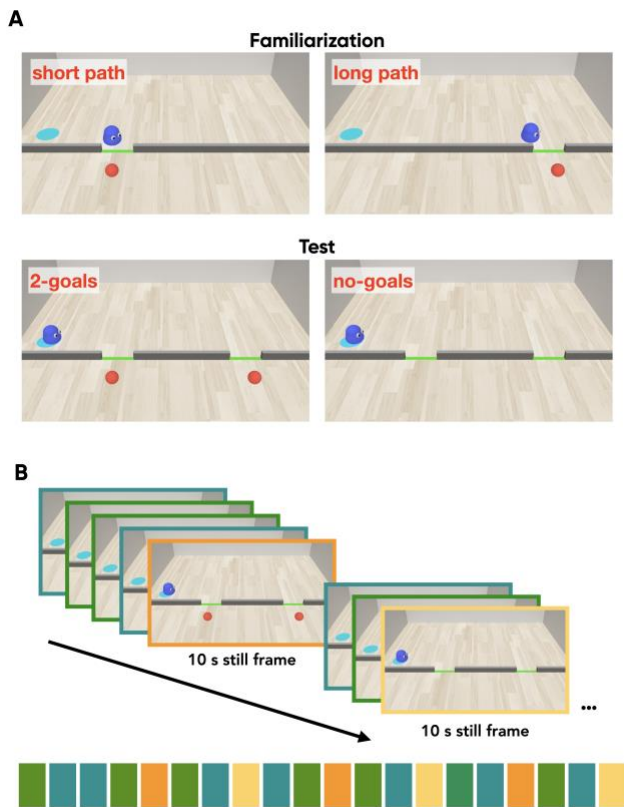 A
Familiarization
short path
long path
Test
2-goals
no-goals
B
10 s still frame
10 s still frame
...